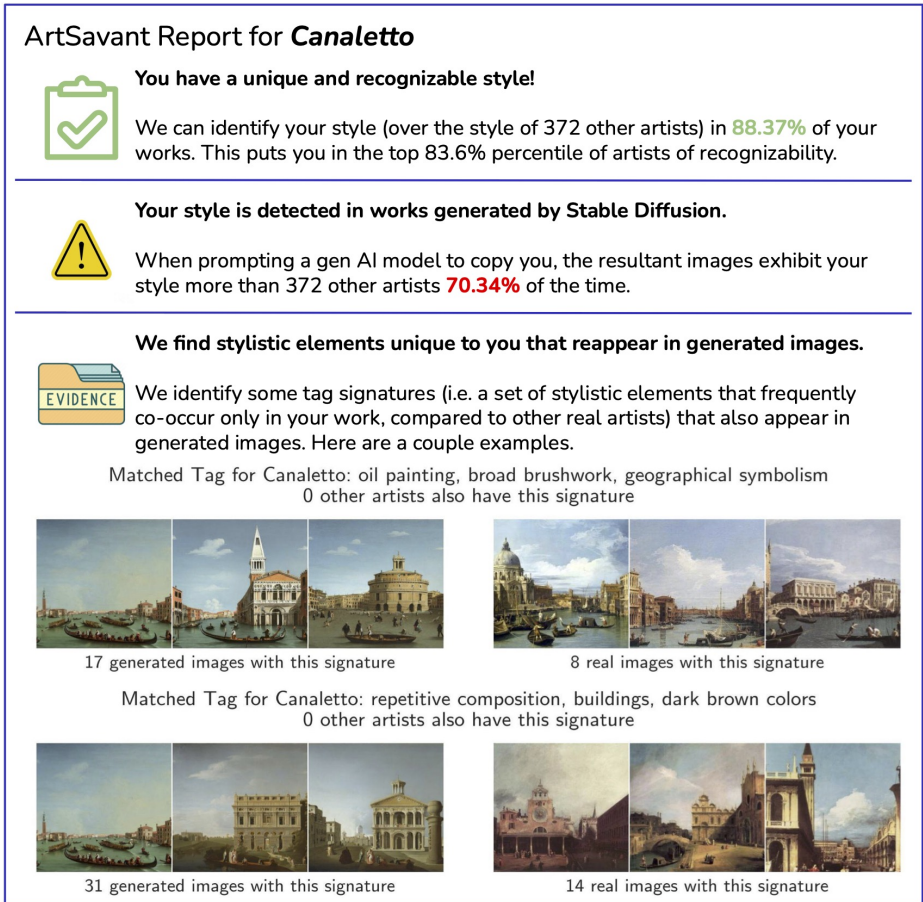 ArtSavant Report for Canaletto
You have a unique and recognizable style!
We can identify your style (over the style of 372 other artists) in 88.37% of your
works. This puts you in the top 83.6% percentile of artists of recognizability.
Your style is detected in works generated by Stable Diffusion.
When prompting a gen AI model to copy you, the resultant images exhibit your
style more than 372 other artists 70.34% of the time.
We find stylistic elements unique to you that reappear in generated images.
EVIDENCE
We identify some tag signatures (i.e. a set of stylistic elements that frequently
co-occur only in your work, compared to other real artists) that also appear in
generated images. Here are a couple examples.
Matched Tag for Canaletto: oil painting, broad brushwork, geographical symbolism
0 other artists also have this signature
17 generated images with this signature
8 real images with this signature
Matched Tag for Canaletto: repetitive composition, buildings, dark brown colors
0 other artists also have this signature
31 generated images with this signature
14 real images with this signature